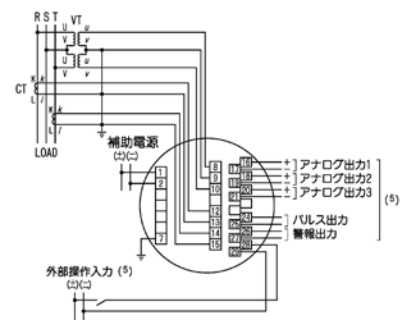 R S T
VT
U u
V v
U u
V v
K k
CT
L l
K k
L l
LOAD
補助電源
(±)(−)
1
2
7
8
9
10
12
13
14
15
16
17
18
19
20
21
24
25
26
27
28
29
+
− アナログ出力1
+
− アナログ出力2
+
− アナログ出力3
(5)
パルス出力
警報出力
外部操作入力 (5)
(±)(−)